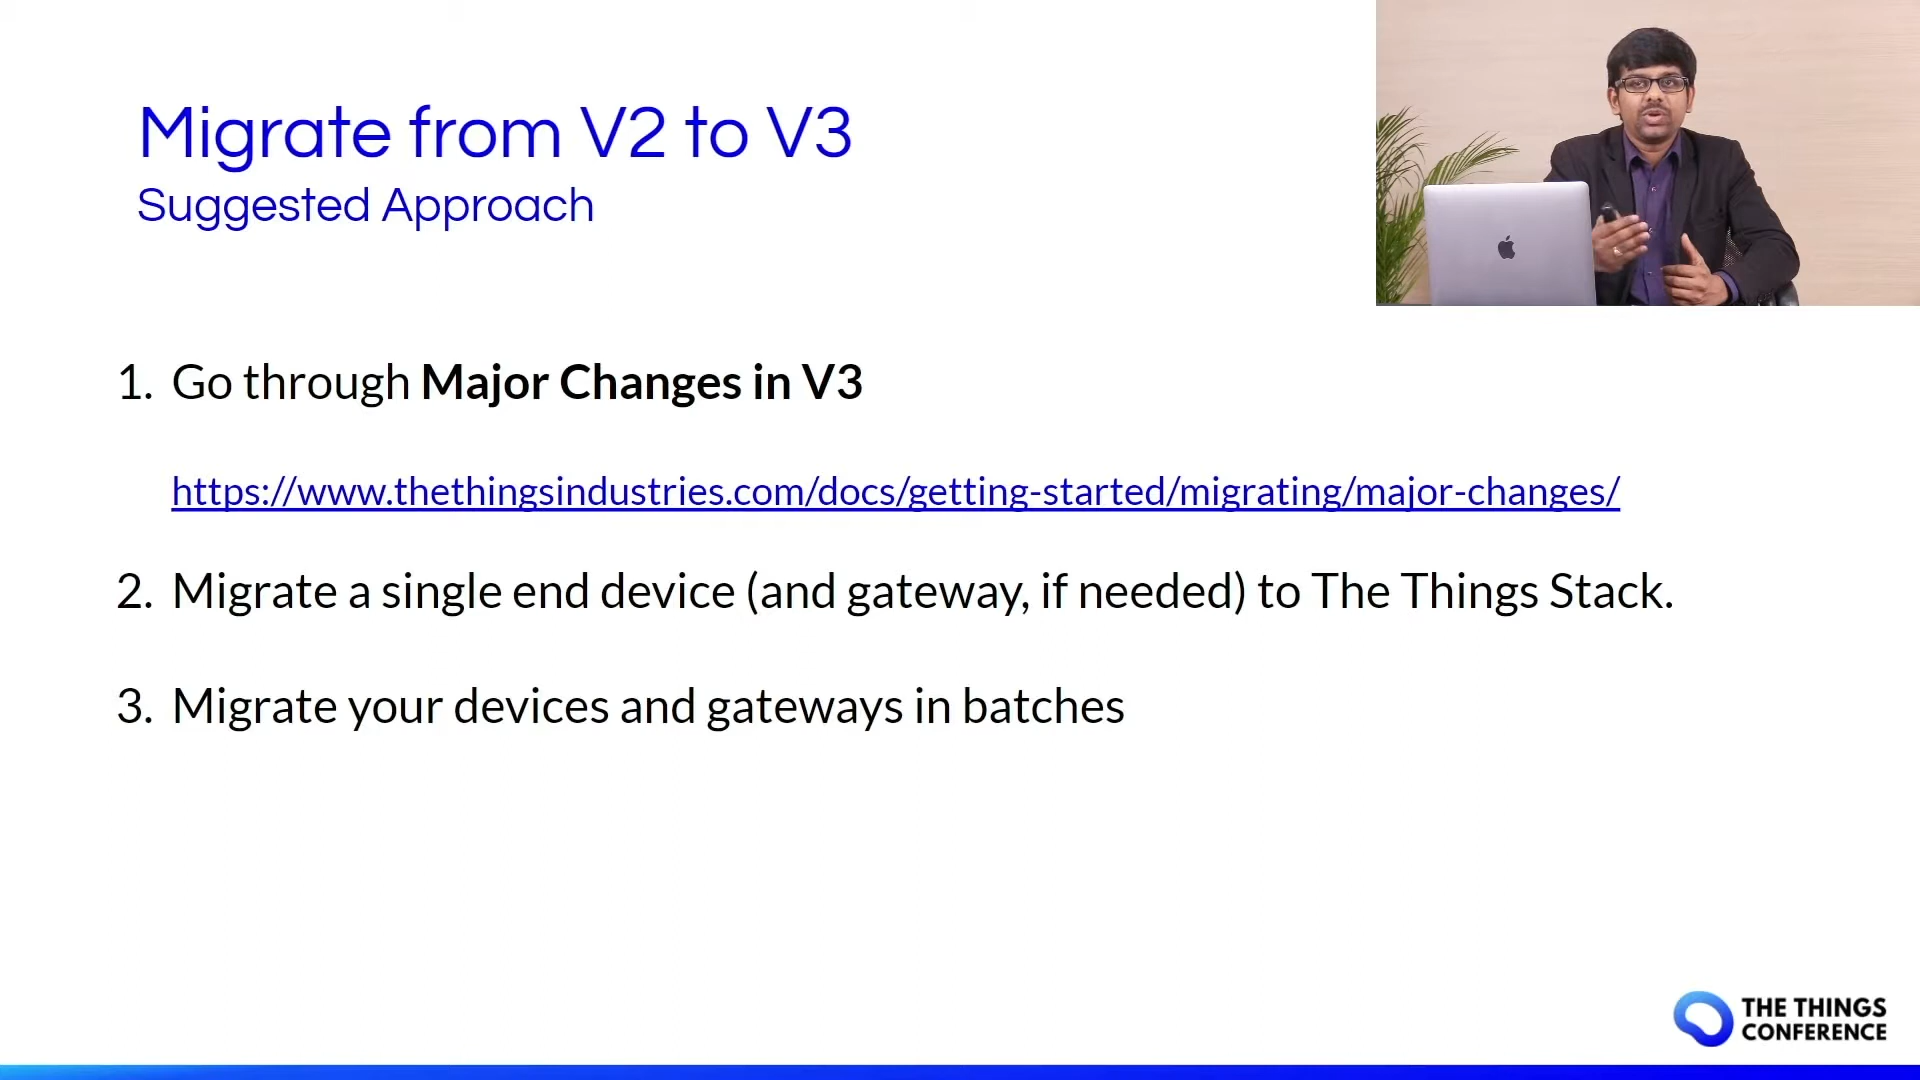 Migrate from V2 to V3
Suggested Approach
1. Go through Major Changes in V3
https://www.thethingsindustries.com/docs/getting-started/migrating/major-changes/
2. Migrate a single end device (and gateway, if needed) to The Things Stack.
3. Migrate your devices and gateways in batches
THE THINGS
CONFERENCE